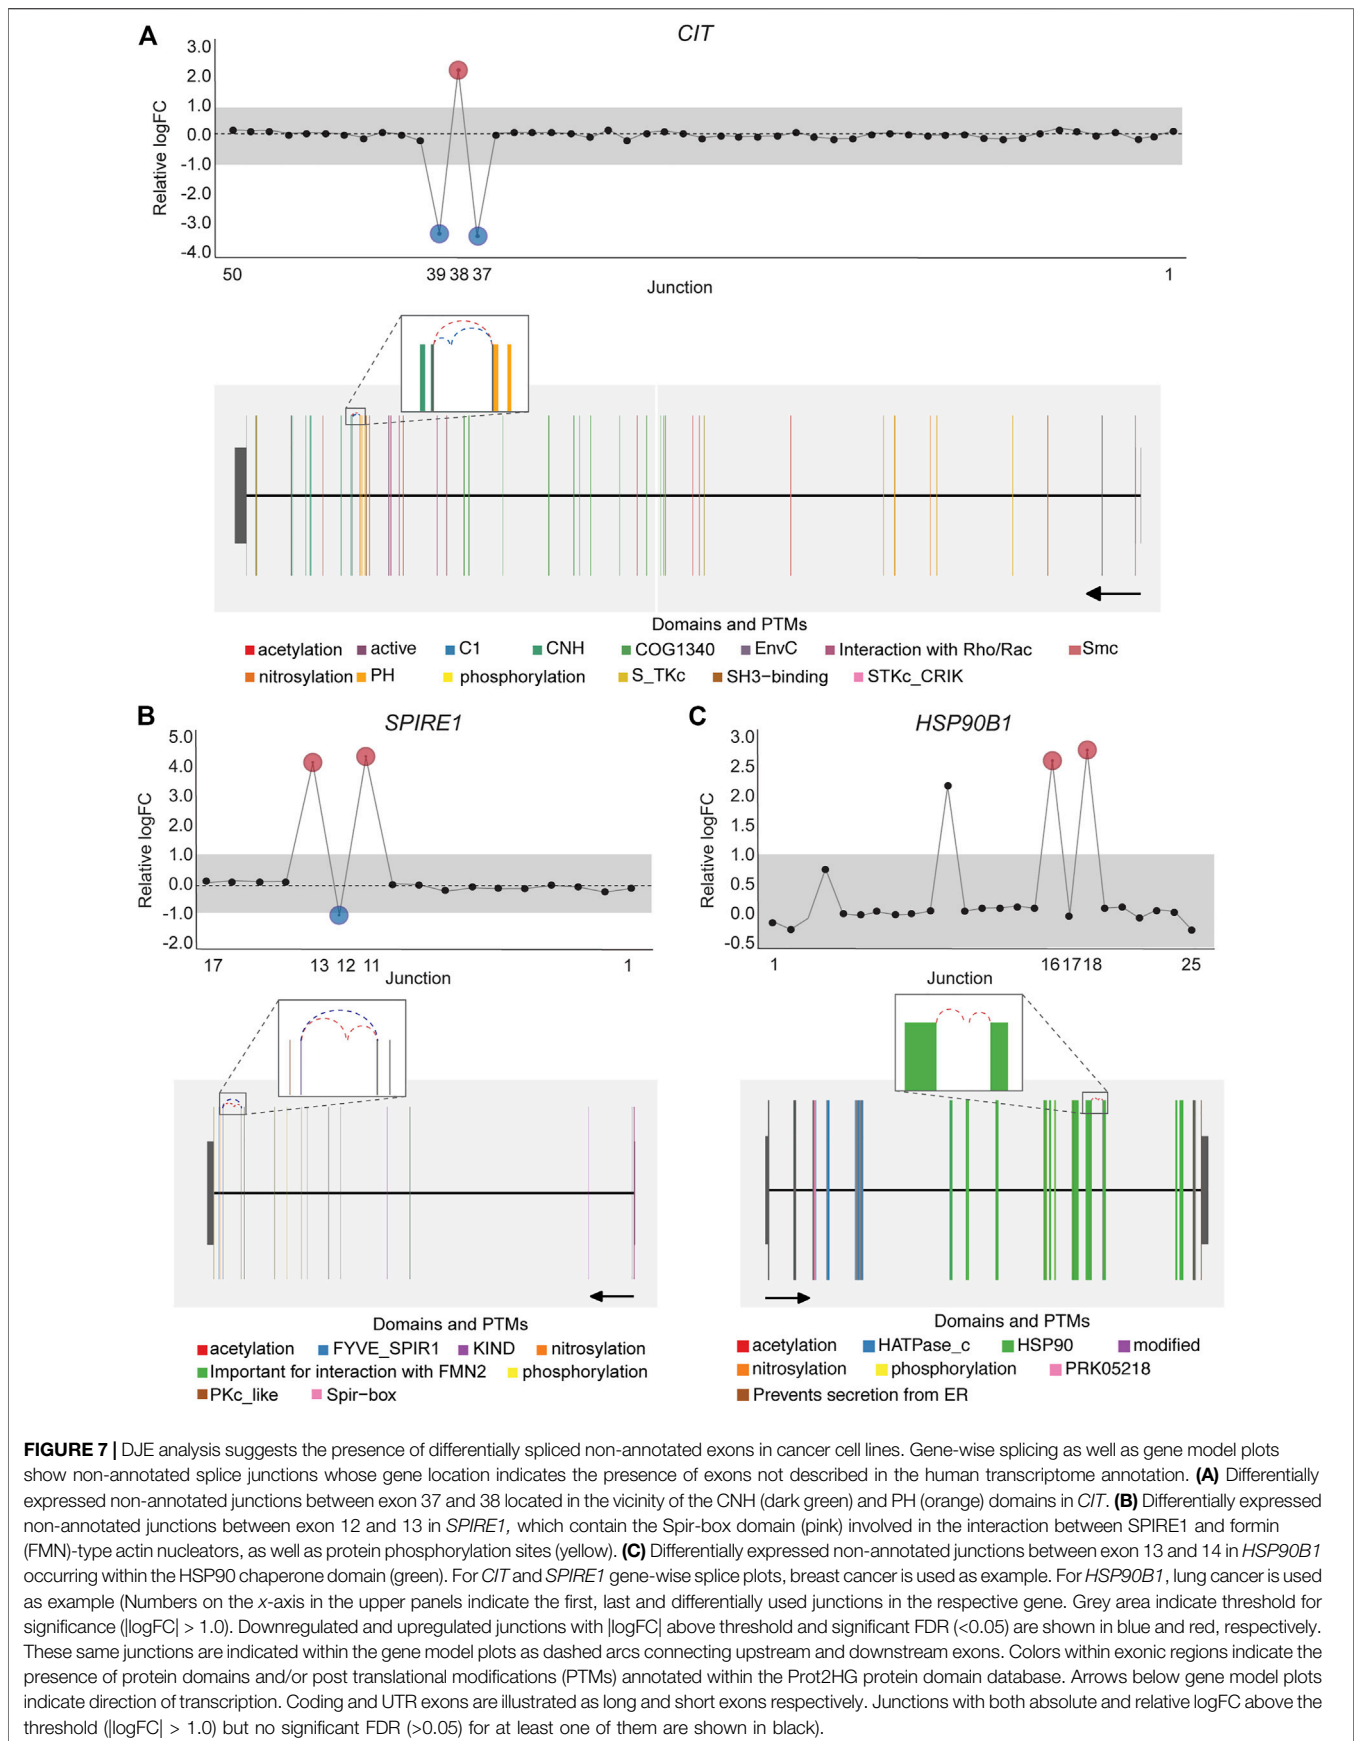 A
CIT
3.0
2.0
1.0
0.0
-1.0
-2.0
-3.0
-4.0
Relative logFC
50 39 38 37 1
Junction
Domains and PTMs
acetylation active C1 CNH COG1340 EnvC Interaction with Rho/Rac Smc
nitrosylation PH phosphorylation S_TKc SH3−binding STKc_CRIK
B
SPIRE1
5.0
4.0
3.0
2.0
1.0
0.0
-1.0
-2.0
Relative logFC
17 13 12 11 1
Junction
Domains and PTMs
acetylation FYVE_SPIR1 KIND nitrosylation
Important for interaction with FMN2 phosphorylation
PKc_like Spir−box
C
HSP90B1
3.0
2.5
2.0
1.5
1.0
0.5
0.0
-0.5
Relative logFC
1 16 17 18 25
Junction
Domains and PTMs
acetylation HATPase_c HSP90 modified
nitrosylation phosphorylation PRK05218
Prevents secretion from ER
FIGURE 7 | DJE analysis suggests the presence of differentially spliced non-annotated exons in cancer cell lines. Gene-wise splicing as well as gene model plots
show non-annotated splice junctions whose gene location indicates the presence of exons not described in the human transcriptome annotation. (A) Differentially
expressed non-annotated junctions between exon 37 and 38 located in the vicinity of the CNH (dark green) and PH (orange) domains in CIT. (B) Differentially expressed
non-annotated junctions between exon 12 and 13 in SPIRE1, which contain the Spir-box domain (pink) involved in the interaction between SPIRE1 and formin
(FMN)-type actin nucleators, as well as protein phosphorylation sites (yellow). (C) Differentially expressed non-annotated junctions between exon 13 and 14 in HSP90B1
occurring within the HSP90 chaperone domain (green). For CIT and SPIRE1 gene-wise splice plots, breast cancer is used as example. For HSP90B1, lung cancer is used
as example (Numbers on the x-axis in the upper panels indicate the first, last and differentially used junctions in the respective gene. Grey area indicate threshold for
significance (|logFC| > 1.0). Downregulated and upregulated junctions with |logFC| above threshold and significant FDR (<0.05) are shown in blue and red, respectively.
These same junctions are indicated within the gene model plots as dashed arcs connecting upstream and downstream exons. Colors within exonic regions indicate the
presence of protein domains and/or post translational modifications (PTMs) annotated within the Prot2HG protein domain database. Arrows below gene model plots
indicate direction of transcription. Coding and UTR exons are illustrated as long and short exons respectively. Junctions with both absolute and relative logFC above the
threshold (|logFC| > 1.0) but no significant FDR (>0.05) for at least one of them are shown in black).